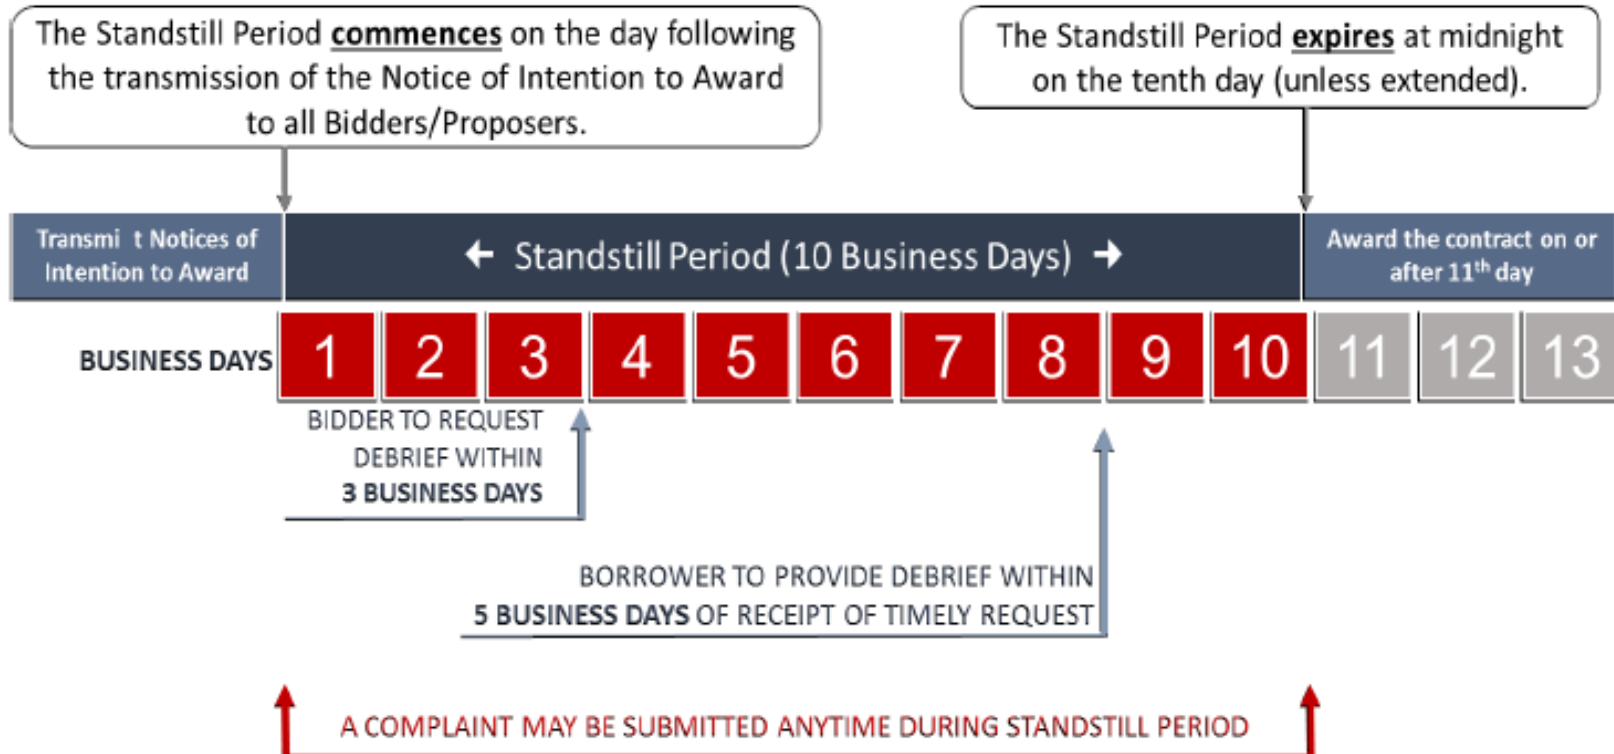 The Standstill Period commences on the day following
the transmission of the Notice of Intention to Award
to all Bidders/Proposers.
The Standstill Period expires at midnight
on the tenth day (unless extended).
Transmi t Notices of
Intention to Award
← Standstill Period (10 Business Days) →
Award the contract on or
after 11th day
BUSINESS DAYS 1 2 3 4 5 6 7 8 9 10 11 12 13
BIDDER TO REQUEST
DEBRIEF WITHIN
3 BUSINESS DAYS
BORROWER TO PROVIDE DEBRIEF WITHIN
5 BUSINESS DAYS OF RECEIPT OF TIMELY REQUEST
A COMPLAINT MAY BE SUBMITTED ANYTIME DURING STANDSTILL PERIOD